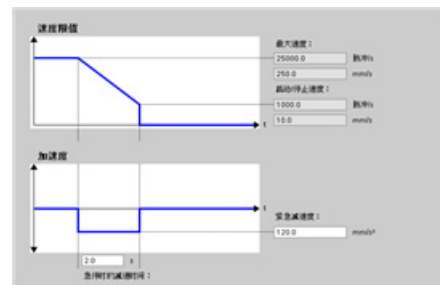 速度限值
最大速度：
25000.0 脉冲/s
250.0 mm/s
启动/停止速度：
1000.0 脉冲/s
10.0 mm/s
t
加速度
t
紧急减速度：
120.0 mm/s²
2.0 s
急停时的减速时间：